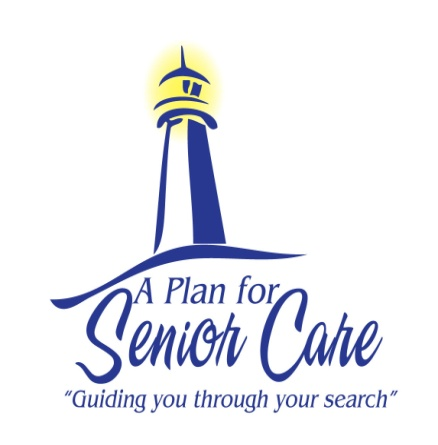 A Plan for
Senior Care
“Guiding you through your search”